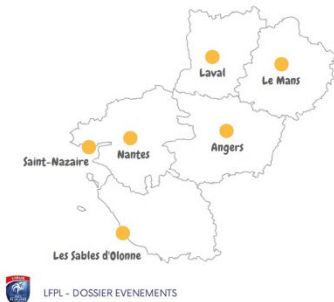 Laval
Le Mans
Saint-Nazaire
Nantes
Angers
Les Sables d'Olonne
LFPL - DOSSIER EVENEMENTS